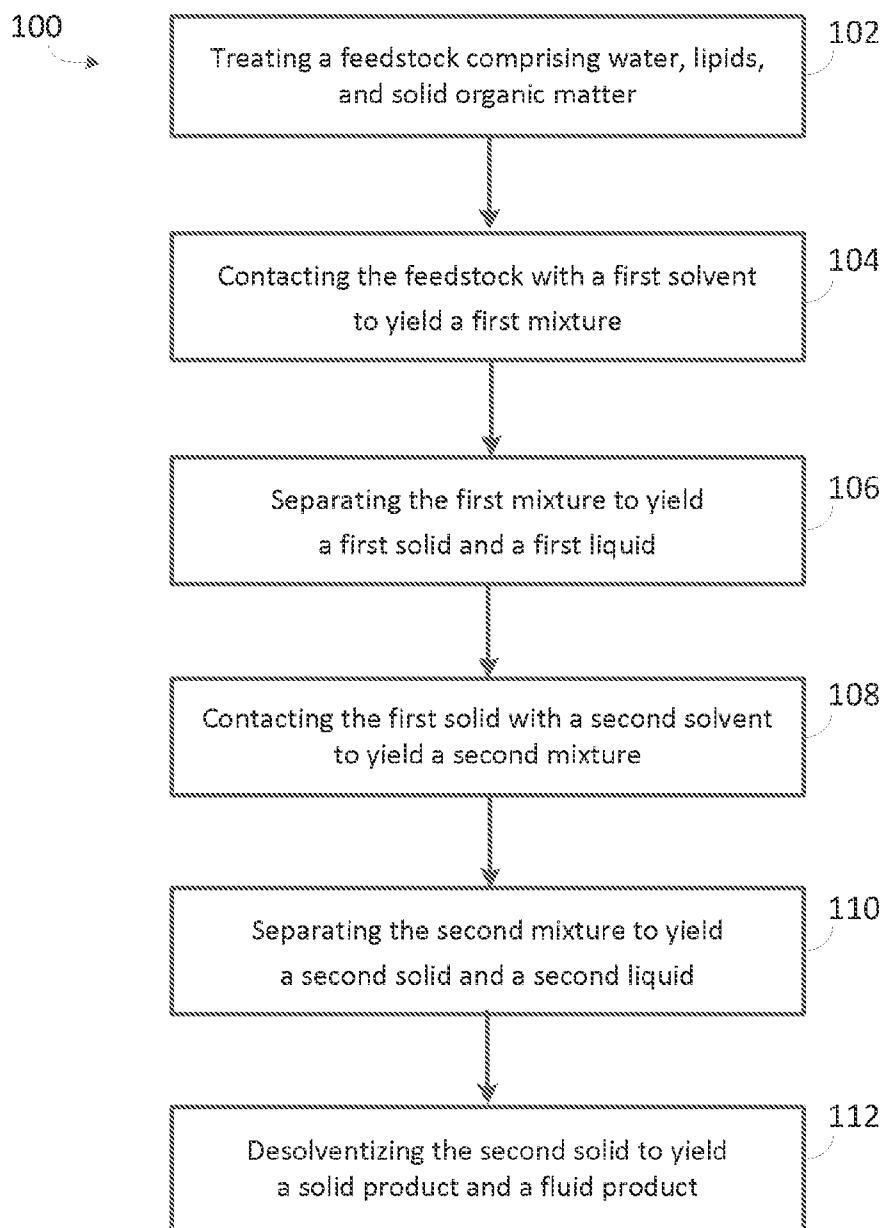 100
102
Treating a feedstock comprising water, lipids,
and solid organic matter
104
Contacting the feedstock with a first solvent
to yield a first mixture
106
Separating the first mixture to yield
a first solid and a first liquid
108
Contacting the first solid with a second solvent
to yield a second mixture
110
Separating the second mixture to yield
a second solid and a second liquid
112
Desolventizing the second solid to yield
a solid product and a fluid product